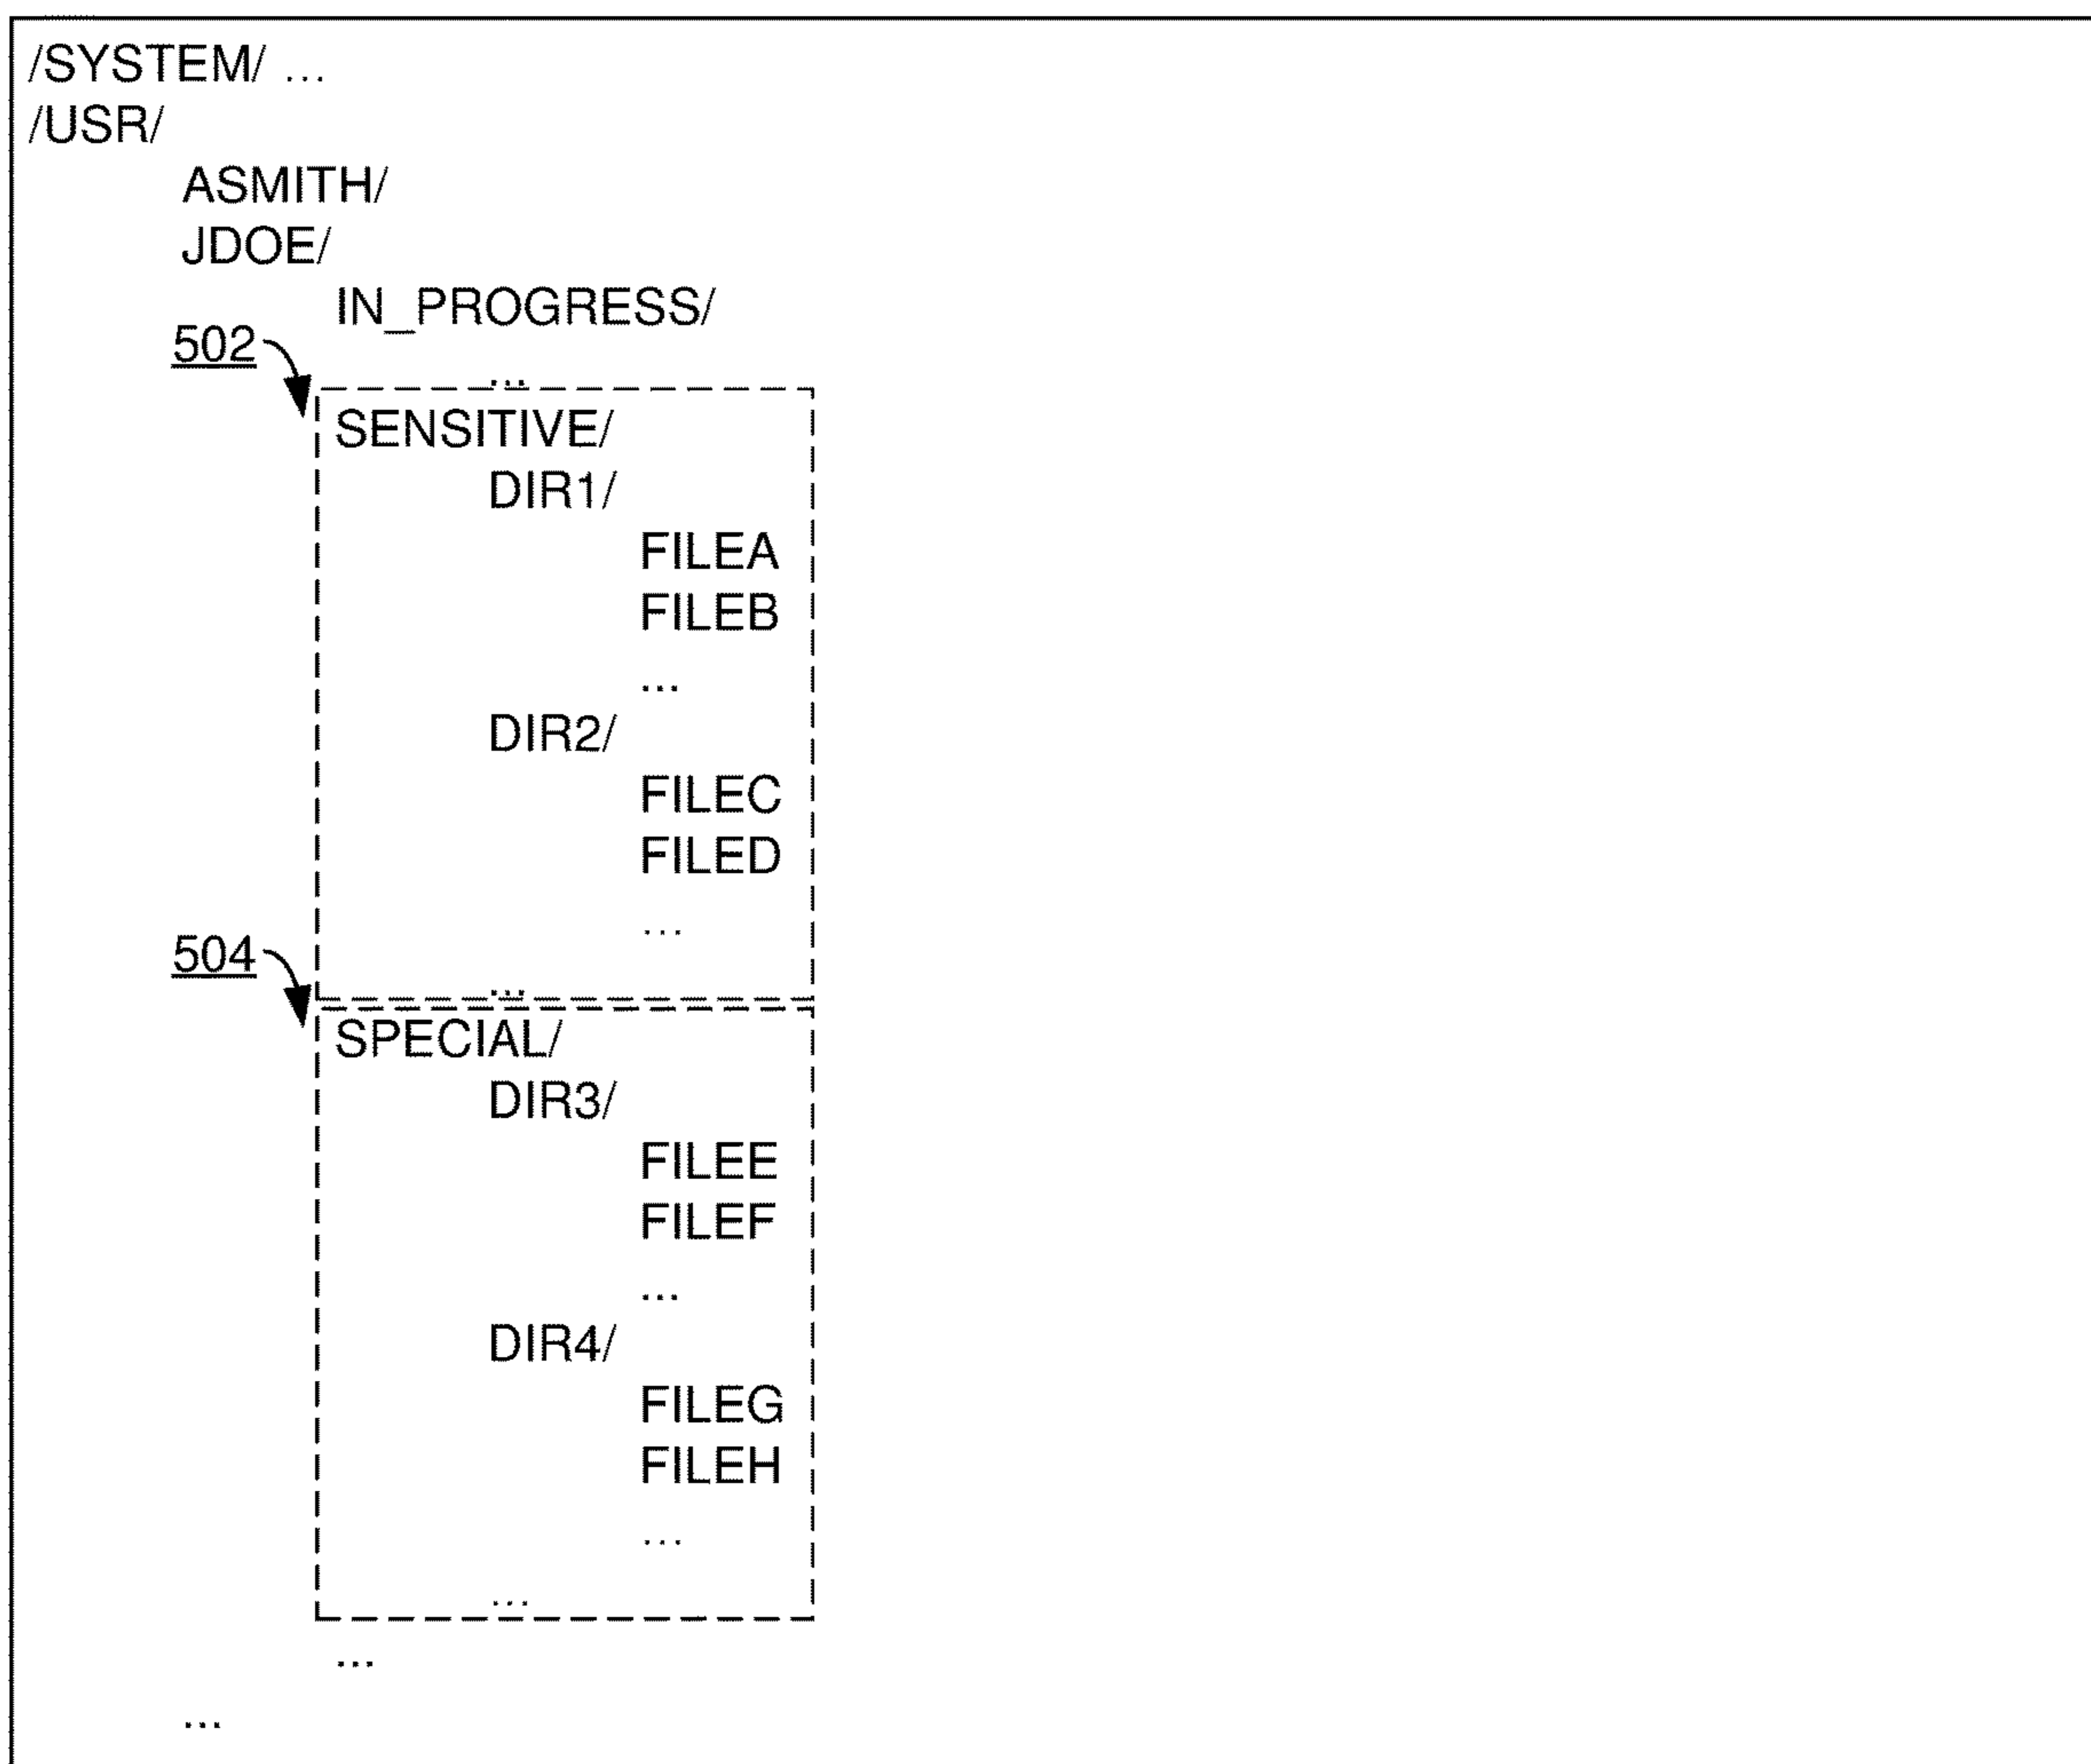 /SYSTEM/ ...
/USR/
ASMITH/
JDOE/
IN_PROGRESS/
502
...
SENSITIVE/
DIR1/
FILEA
FILEB
...
DIR2/
FILEC
FILED
...
504
...
SPECIAL/
DIR3/
FILEE
FILEF
...
DIR4/
FILEG
FILEH
...
...
...
...